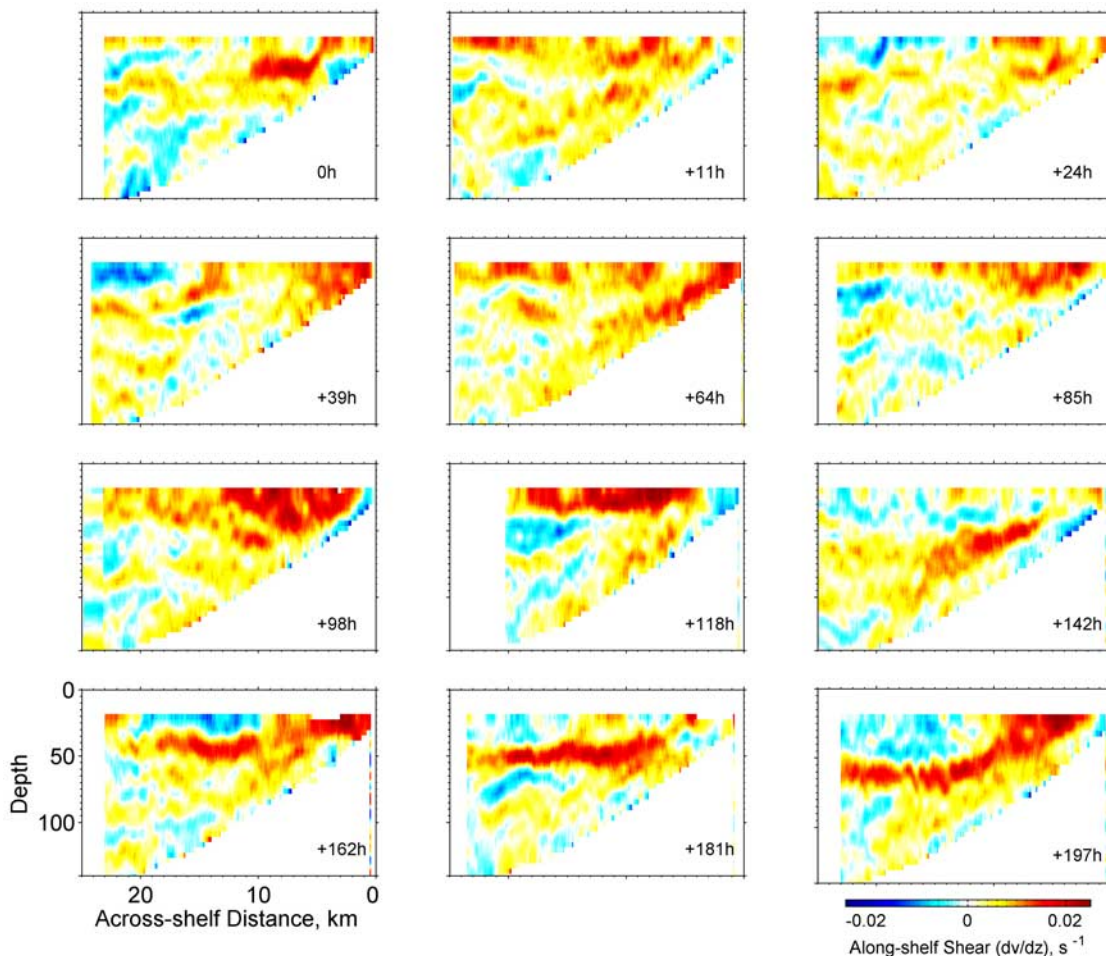 0h
+11h
+24h
+39h
+64h
+85h
+98h
+118h
+142h
0
50
100
Depth
+162h
+181h
+197h
20
10
0
Across-shelf Distance, km
-0.02
0
0.02
Along-shelf Shear (dv/dz), s⁻¹